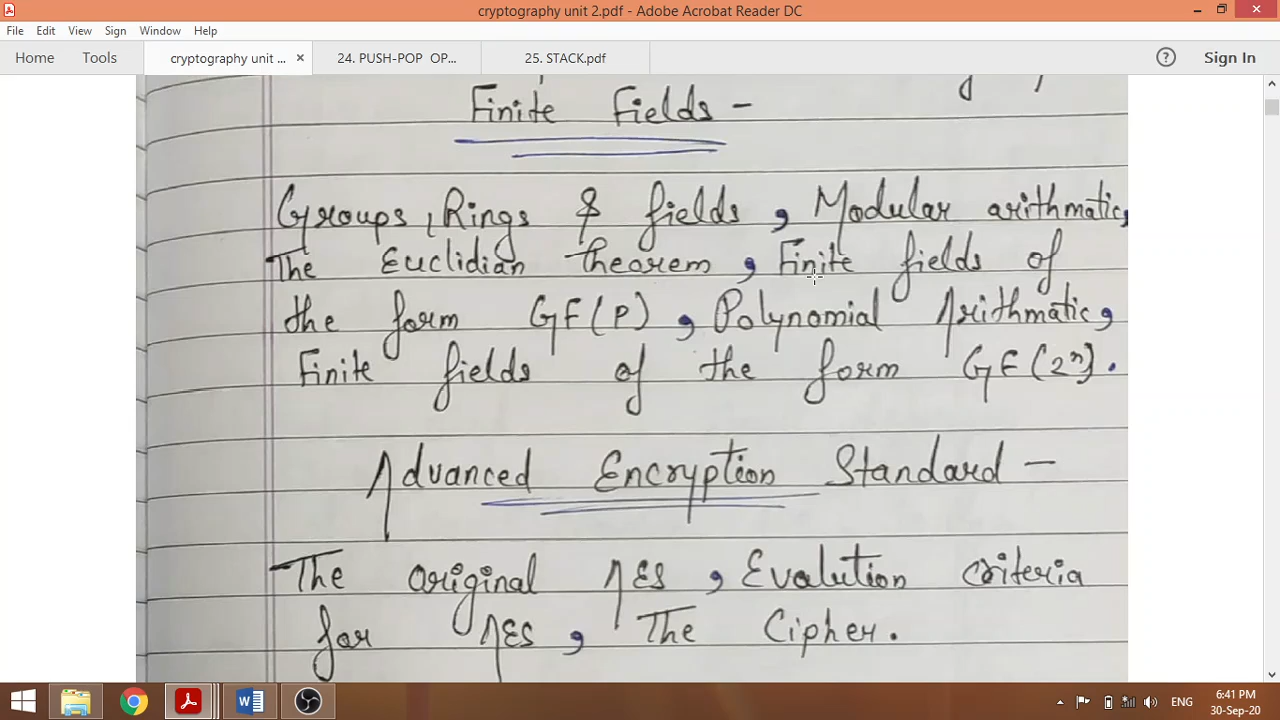 cryptography unit 2.pdf - Adobe Acrobat Reader DC
File Edit View Sign Window Help
Home Tools cryptography unit ... × 24. PUSH-POP OP... 25. STACK.pdf ? Sign In
Finite Fields -
Groups, Rings & fields, Modular arithmatic,
The Euclidian theorem, Finite fields of
the form GF(P), Polynomial Arithmatic,
Finite fields of the form GF(2ⁿ).
Advanced Encryption Standard -
The original AES, Evalution criteria
for AES, The Cipher.
ENG
6:41 PM
30-Sep-20